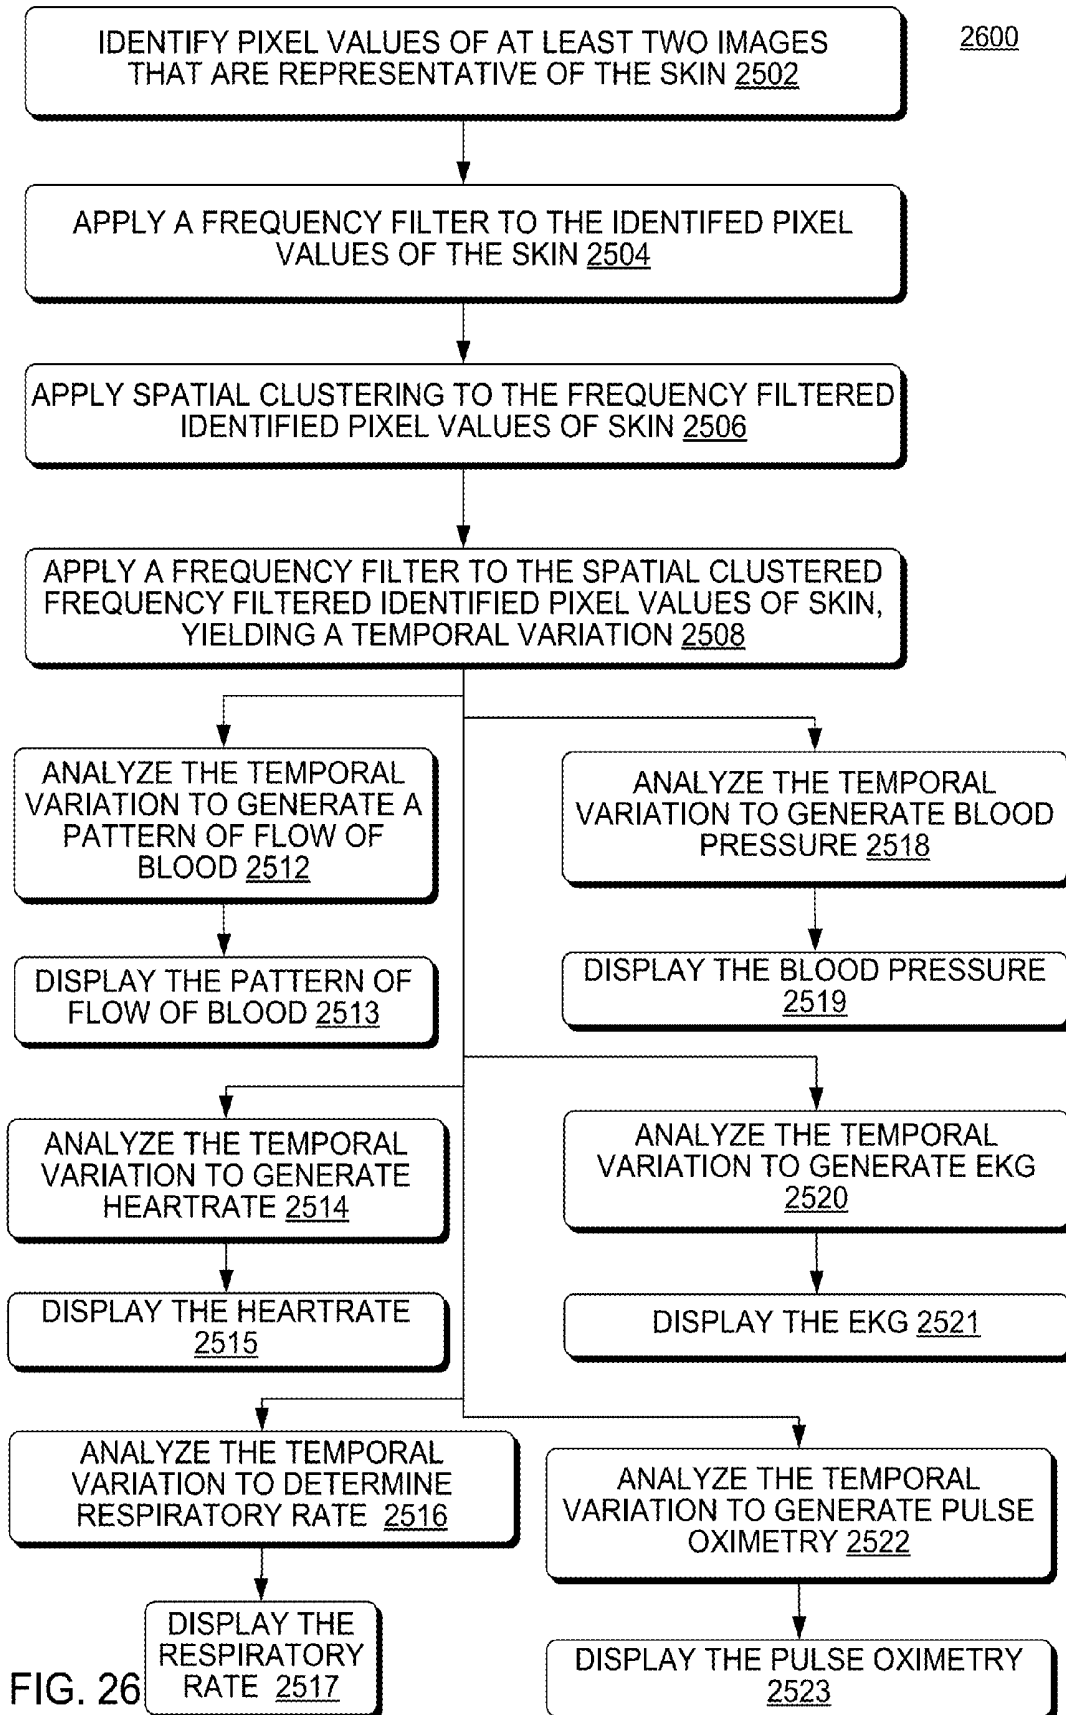 IDENTIFY PIXEL VALUES OF AT LEAST TWO IMAGES
THAT ARE REPRESENTATIVE OF THE SKIN 2502
2600
APPLY A FREQUENCY FILTER TO THE IDENTIFED PIXEL
VALUES OF THE SKIN 2504
APPLY SPATIAL CLUSTERING TO THE FREQUENCY FILTERED
IDENTIFIED PIXEL VALUES OF SKIN 2506
APPLY A FREQUENCY FILTER TO THE SPATIAL CLUSTERED
FREQUENCY FILTERED IDENTIFIED PIXEL VALUES OF SKIN,
YIELDING A TEMPORAL VARIATION 2508
ANALYZE THE TEMPORAL
VARIATION TO GENERATE A
PATTERN OF FLOW OF
BLOOD 2512
DISPLAY THE PATTERN OF
FLOW OF BLOOD 2513
ANALYZE THE TEMPORAL
VARIATION TO GENERATE BLOOD
PRESSURE 2518
DISPLAY THE BLOOD PRESSURE
2519
ANALYZE THE TEMPORAL
VARIATION TO GENERATE
HEARTRATE 2514
DISPLAY THE HEARTRATE
2515
ANALYZE THE TEMPORAL
VARIATION TO GENERATE EKG
2520
DISPLAY THE EKG 2521
ANALYZE THE TEMPORAL
VARIATION TO DETERMINE
RESPIRATORY RATE 2516
DISPLAY THE
RESPIRATORY
RATE 2517
ANALYZE THE TEMPORAL
VARIATION TO GENERATE PULSE
OXIMETRY 2522
DISPLAY THE PULSE OXIMETRY
2523
FIG. 26